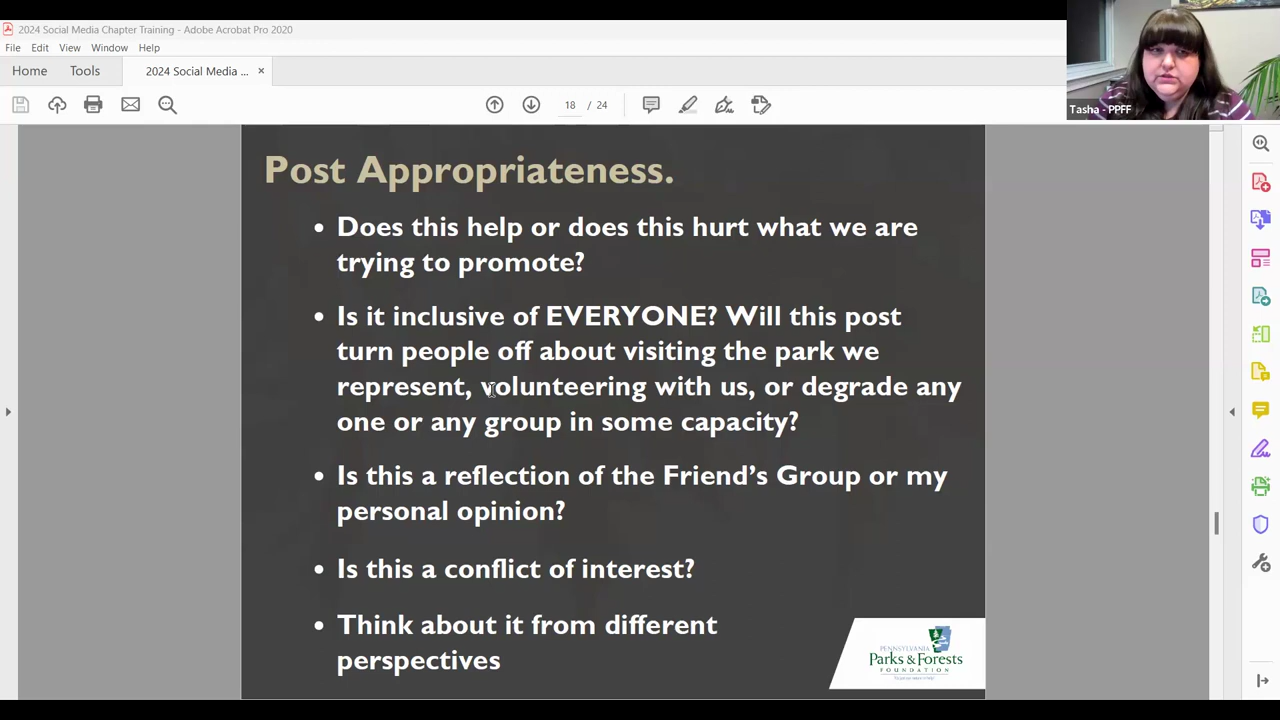 2024 Social Media Chapter Training - Adobe Acrobat Pro 2020
File Edit View Window Help
Home Tools 2024 Social Media ... ×
18 / 24
Tasha - PPFF
Post Appropriateness.
• Does this help or does this hurt what we are
trying to promote?
• Is it inclusive of EVERYONE? Will this post
turn people off about visiting the park we
represent, volunteering with us, or degrade any
one or any group in some capacity?
• Is this a reflection of the Friend's Group or my
personal opinion?
• Is this a conflict of interest?
• Think about it from different
perspectives
PENNSYLVANIA
Parks & Forests
FOUNDATION